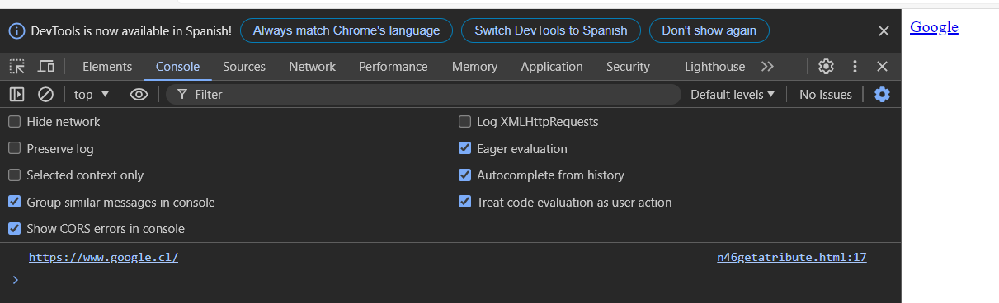 DevTools is now available in Spanish! Always match Chrome's language Switch DevTools to Spanish Don't show again
Google
Elements Console Sources Network Performance Memory Application Security Lighthouse
top Filter Default levels No Issues
Hide network Log XMLHttpRequests
Preserve log Eager evaluation
Selected context only Autocomplete from history
Group similar messages in console Treat code evaluation as user action
Show CORS errors in console
https://www.google.cl/ n46getatribute.html:17